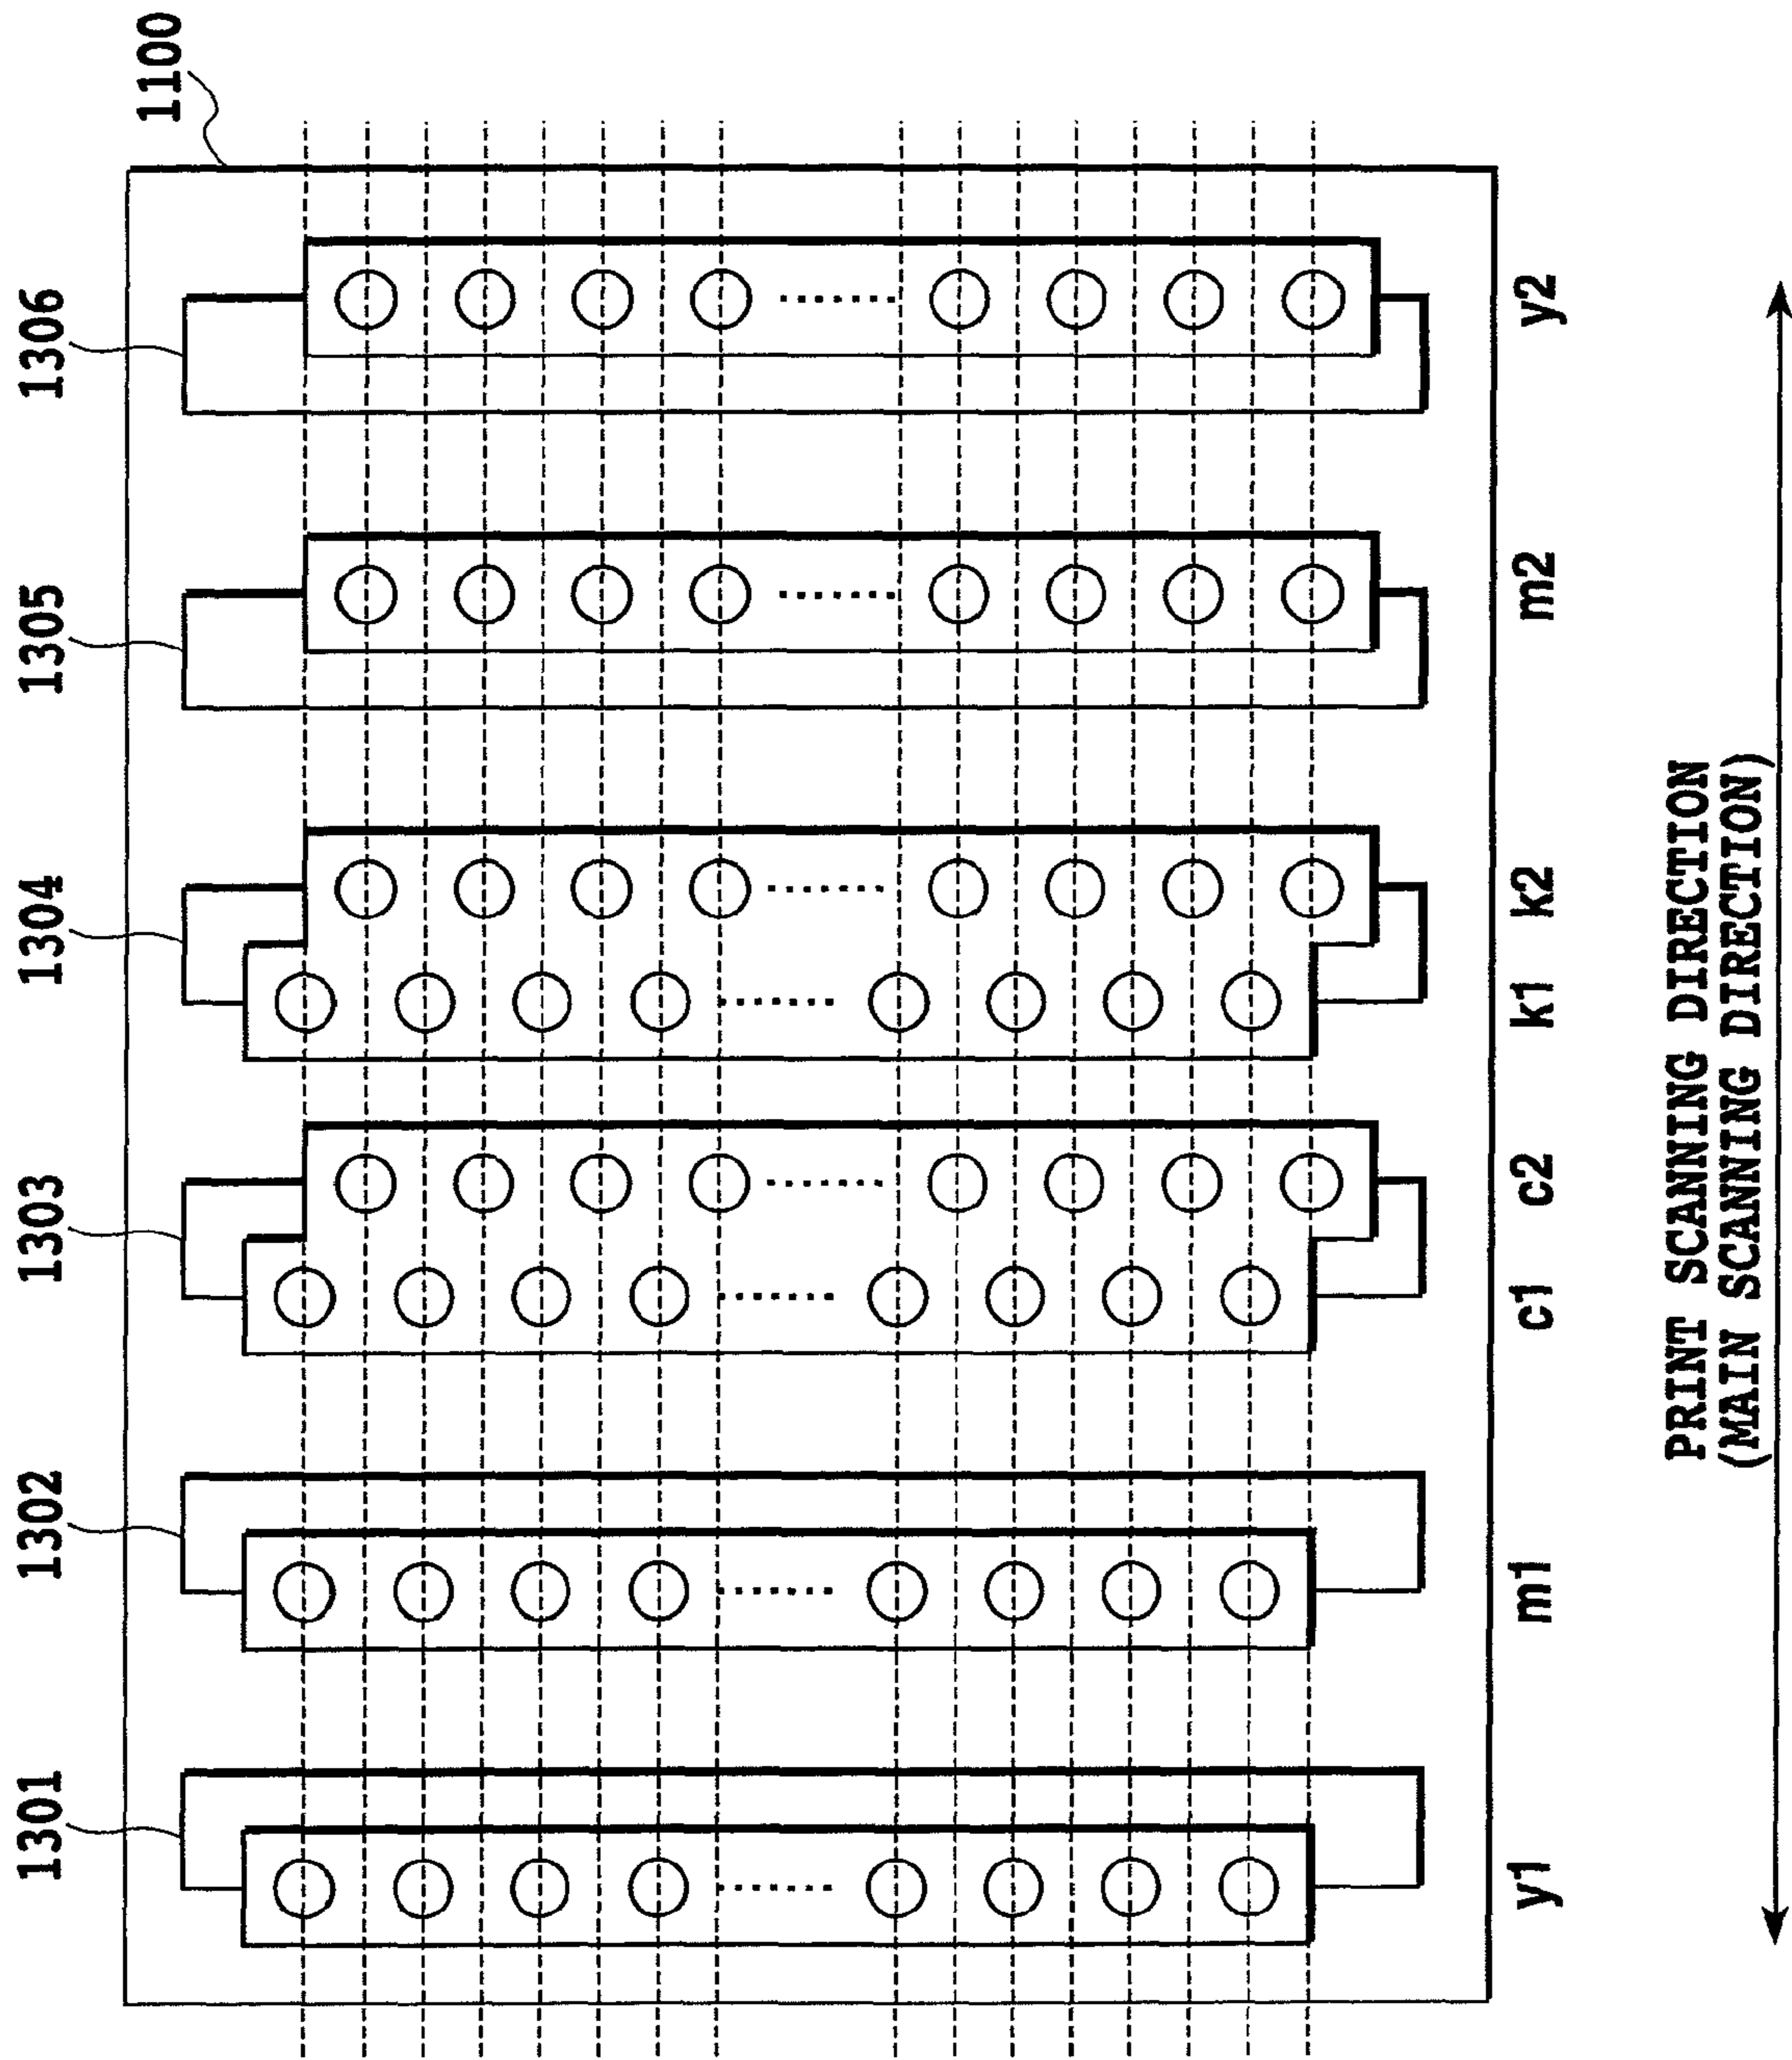 1100
1301 1302 1303 1304 1305 1306
y1 m1 c1 c2 k1 k2 m2 y2
PRINT SCANNING DIRECTION
(MAIN SCANNING DIRECTION)